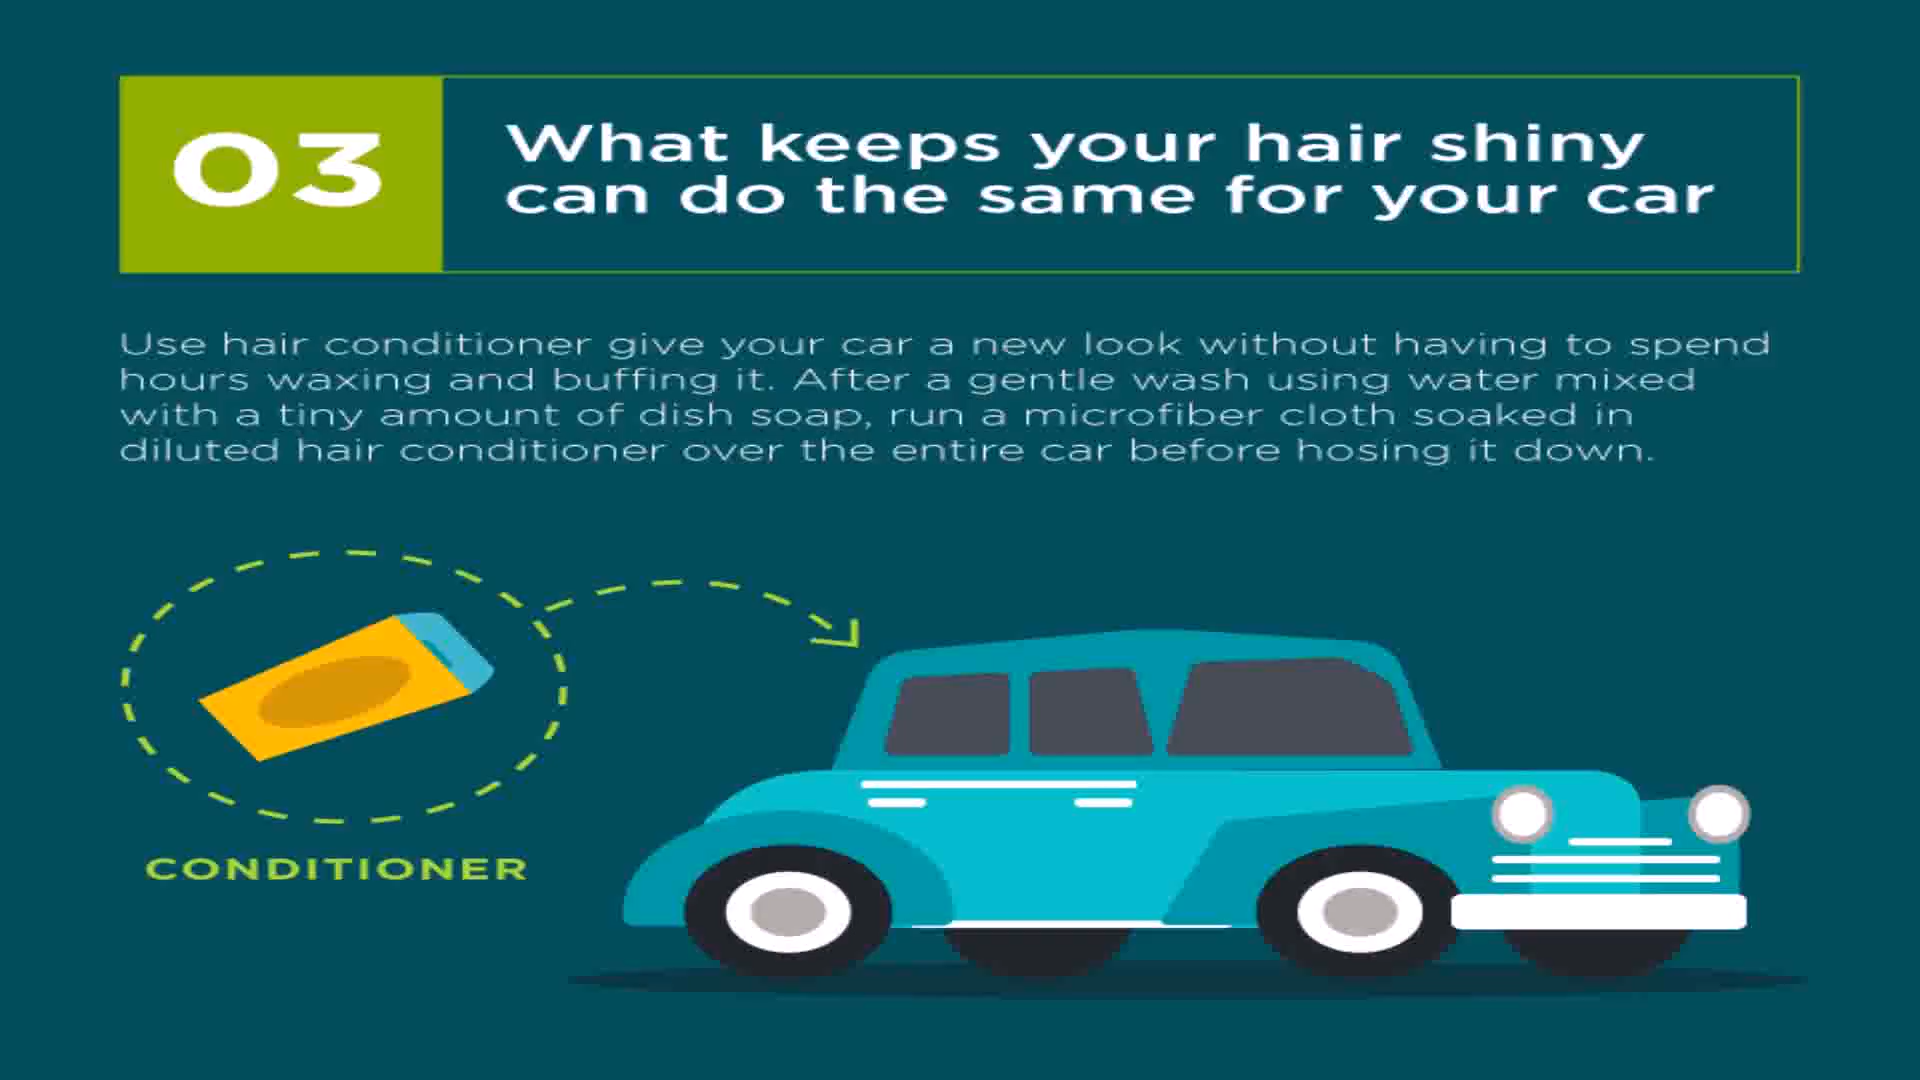 03
What keeps your hair shiny
can do the same for your car
Use hair conditioner give your car a new look without having to spend
hours waxing and buffing it. After a gentle wash using water mixed
with a tiny amount of dish soap, run a microfiber cloth soaked in
diluted hair conditioner over the entire car before hosing it down.
CONDITIONER